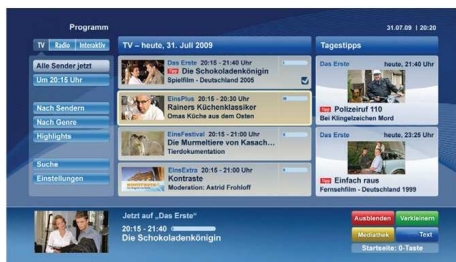 Programm
31.07.09 | 20:20
TV Radio Interaktiv
Alle Sender jetzt
Um 20:15 Uhr
Nach Sendern
Nach Genre
Highlights
Suche
Einstellungen
TV – heute, 31. Juli 2009
Das Erste 20:15 - 21:40 Uhr
Tipp Die Schokoladenkönigin
Spielfilm - Deutschland 2005
EinsPlus 20:15 - 20:30 Uhr
Rainers Küchenklassiker
Omas Küche aus dem Osten
EinsFestival 20:15 - 21:00 Uhr
Die Murmeltiere von Kasach...
Tierdokumentation
EinsExtra 20:15 - 21:00 Uhr
Kontraste
Moderation: Astrid Frohloff
Tagestipps
Das Erste heute, 21:40 Uhr
Tipp Polizeiruf 110
Bei Klingelzeichen Mord
Das Erste heute, 23:25 Uhr
Tipp Einfach raus
Fernsehfilm - Deutschland 1999
Jetzt auf „Das Erste“
20:15 - 21:40
Die Schokoladenkönigin
Ausblenden Verkleinern
Mediathek Text
Startseite: 0-Taste